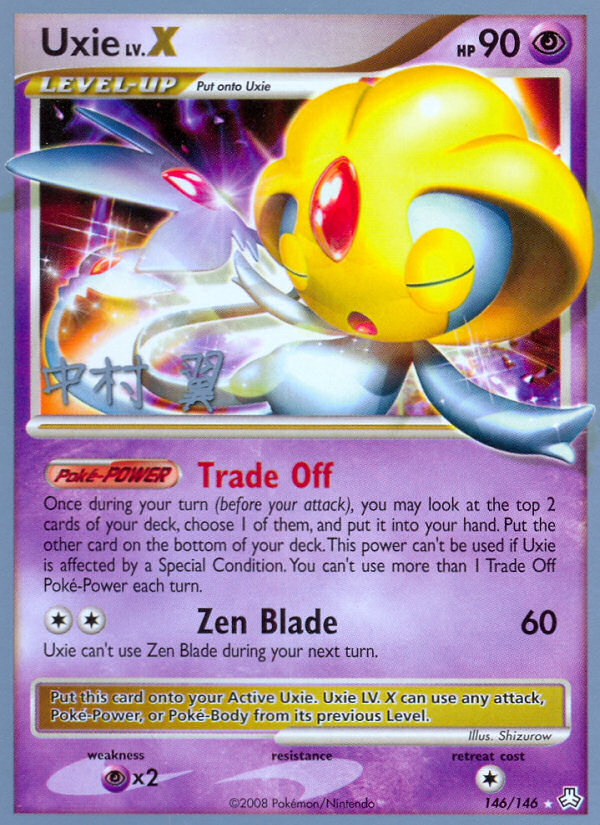 Uxie LV.X HP 90
LEVEL-UP Put onto Uxie
中村 翼
Poké-POWER Trade Off
Once during your turn (before your attack), you may look at the top 2
cards of your deck, choose 1 of them, and put it into your hand. Put the
other card on the bottom of your deck. This power can't be used if Uxie
is affected by a Special Condition. You can't use more than 1 Trade Off
Poké-Power each turn.
Zen Blade 60
Uxie can't use Zen Blade during your next turn.
Put this card onto your Active Uxie. Uxie LV. X can use any attack,
Poké-Power, or Poké-Body from its previous Level.
Illus. Shizurow
weakness resistance retreat cost
x2
©2008 Pokémon/Nintendo 146/146